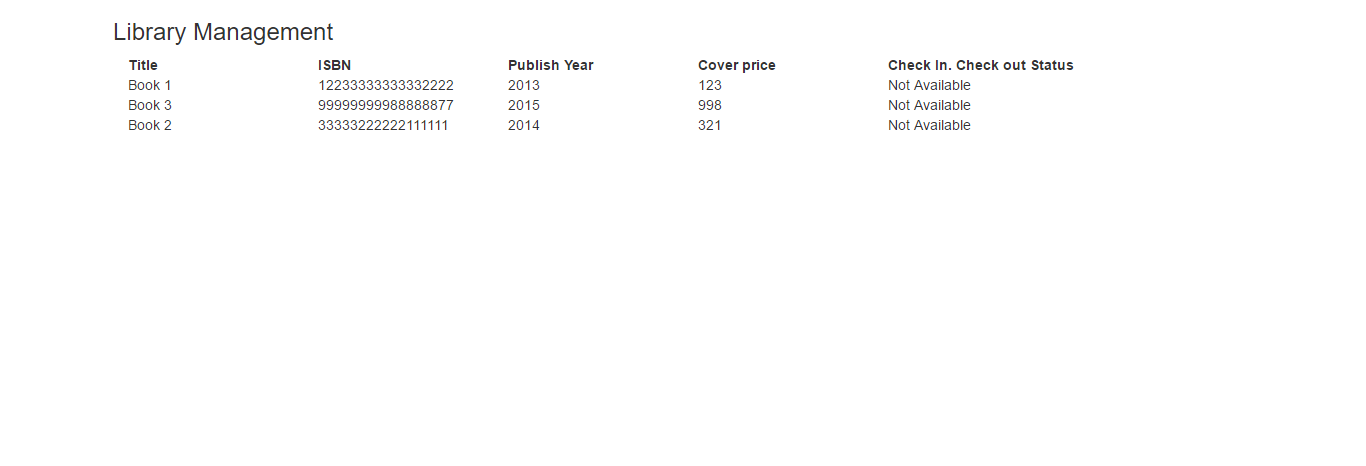 Library Management
Title ISBN Publish Year Cover price Check In. Check out Status
Book 1 12233333333332222 2013 123 Not Available
Book 3 99999999988888877 2015 998 Not Available
Book 2 33333222222111111 2014 321 Not Available